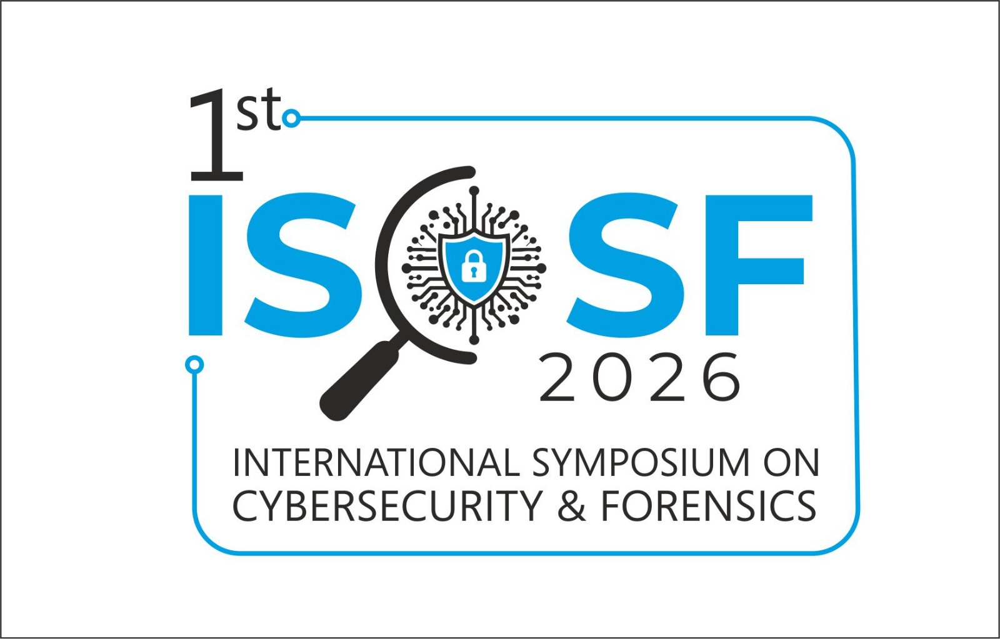 1st
ISCSF
2026
INTERNATIONAL SYMPOSIUM ON
CYBERSECURITY & FORENSICS